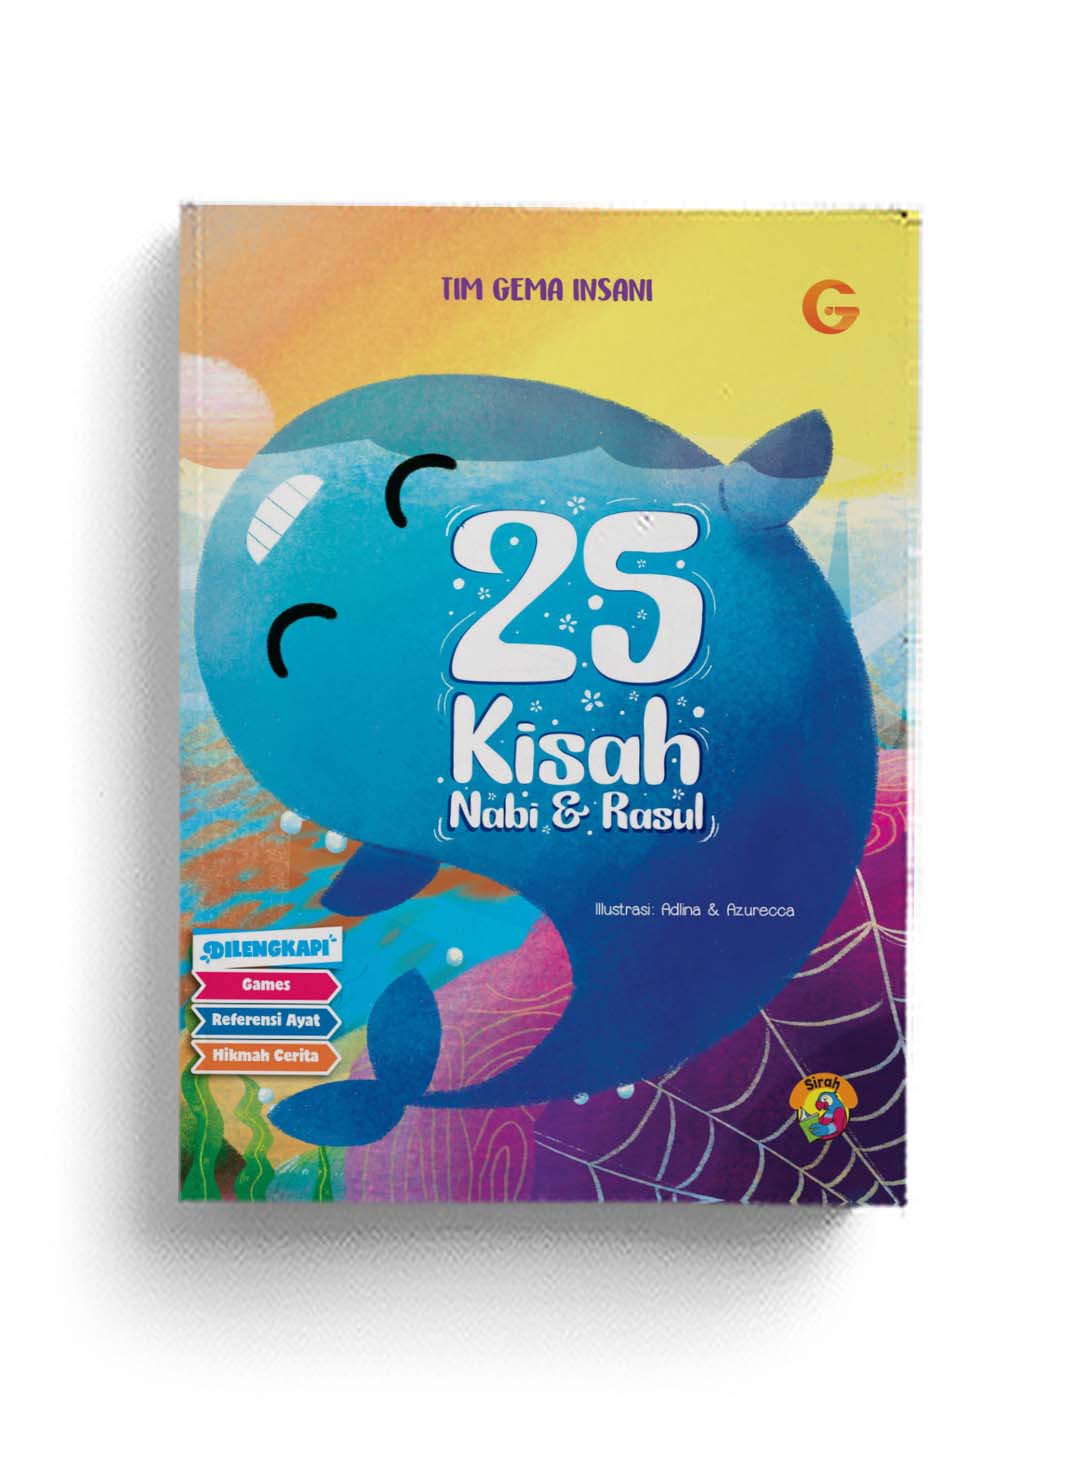 TIM GEMA INSANI
G
25
Kisah
Nabi & Rasul
Illustrasi: Adlina & Azurecca
DILENGKAPI
Games
Referensi Ayat
Hikmah Cerita
Sirah